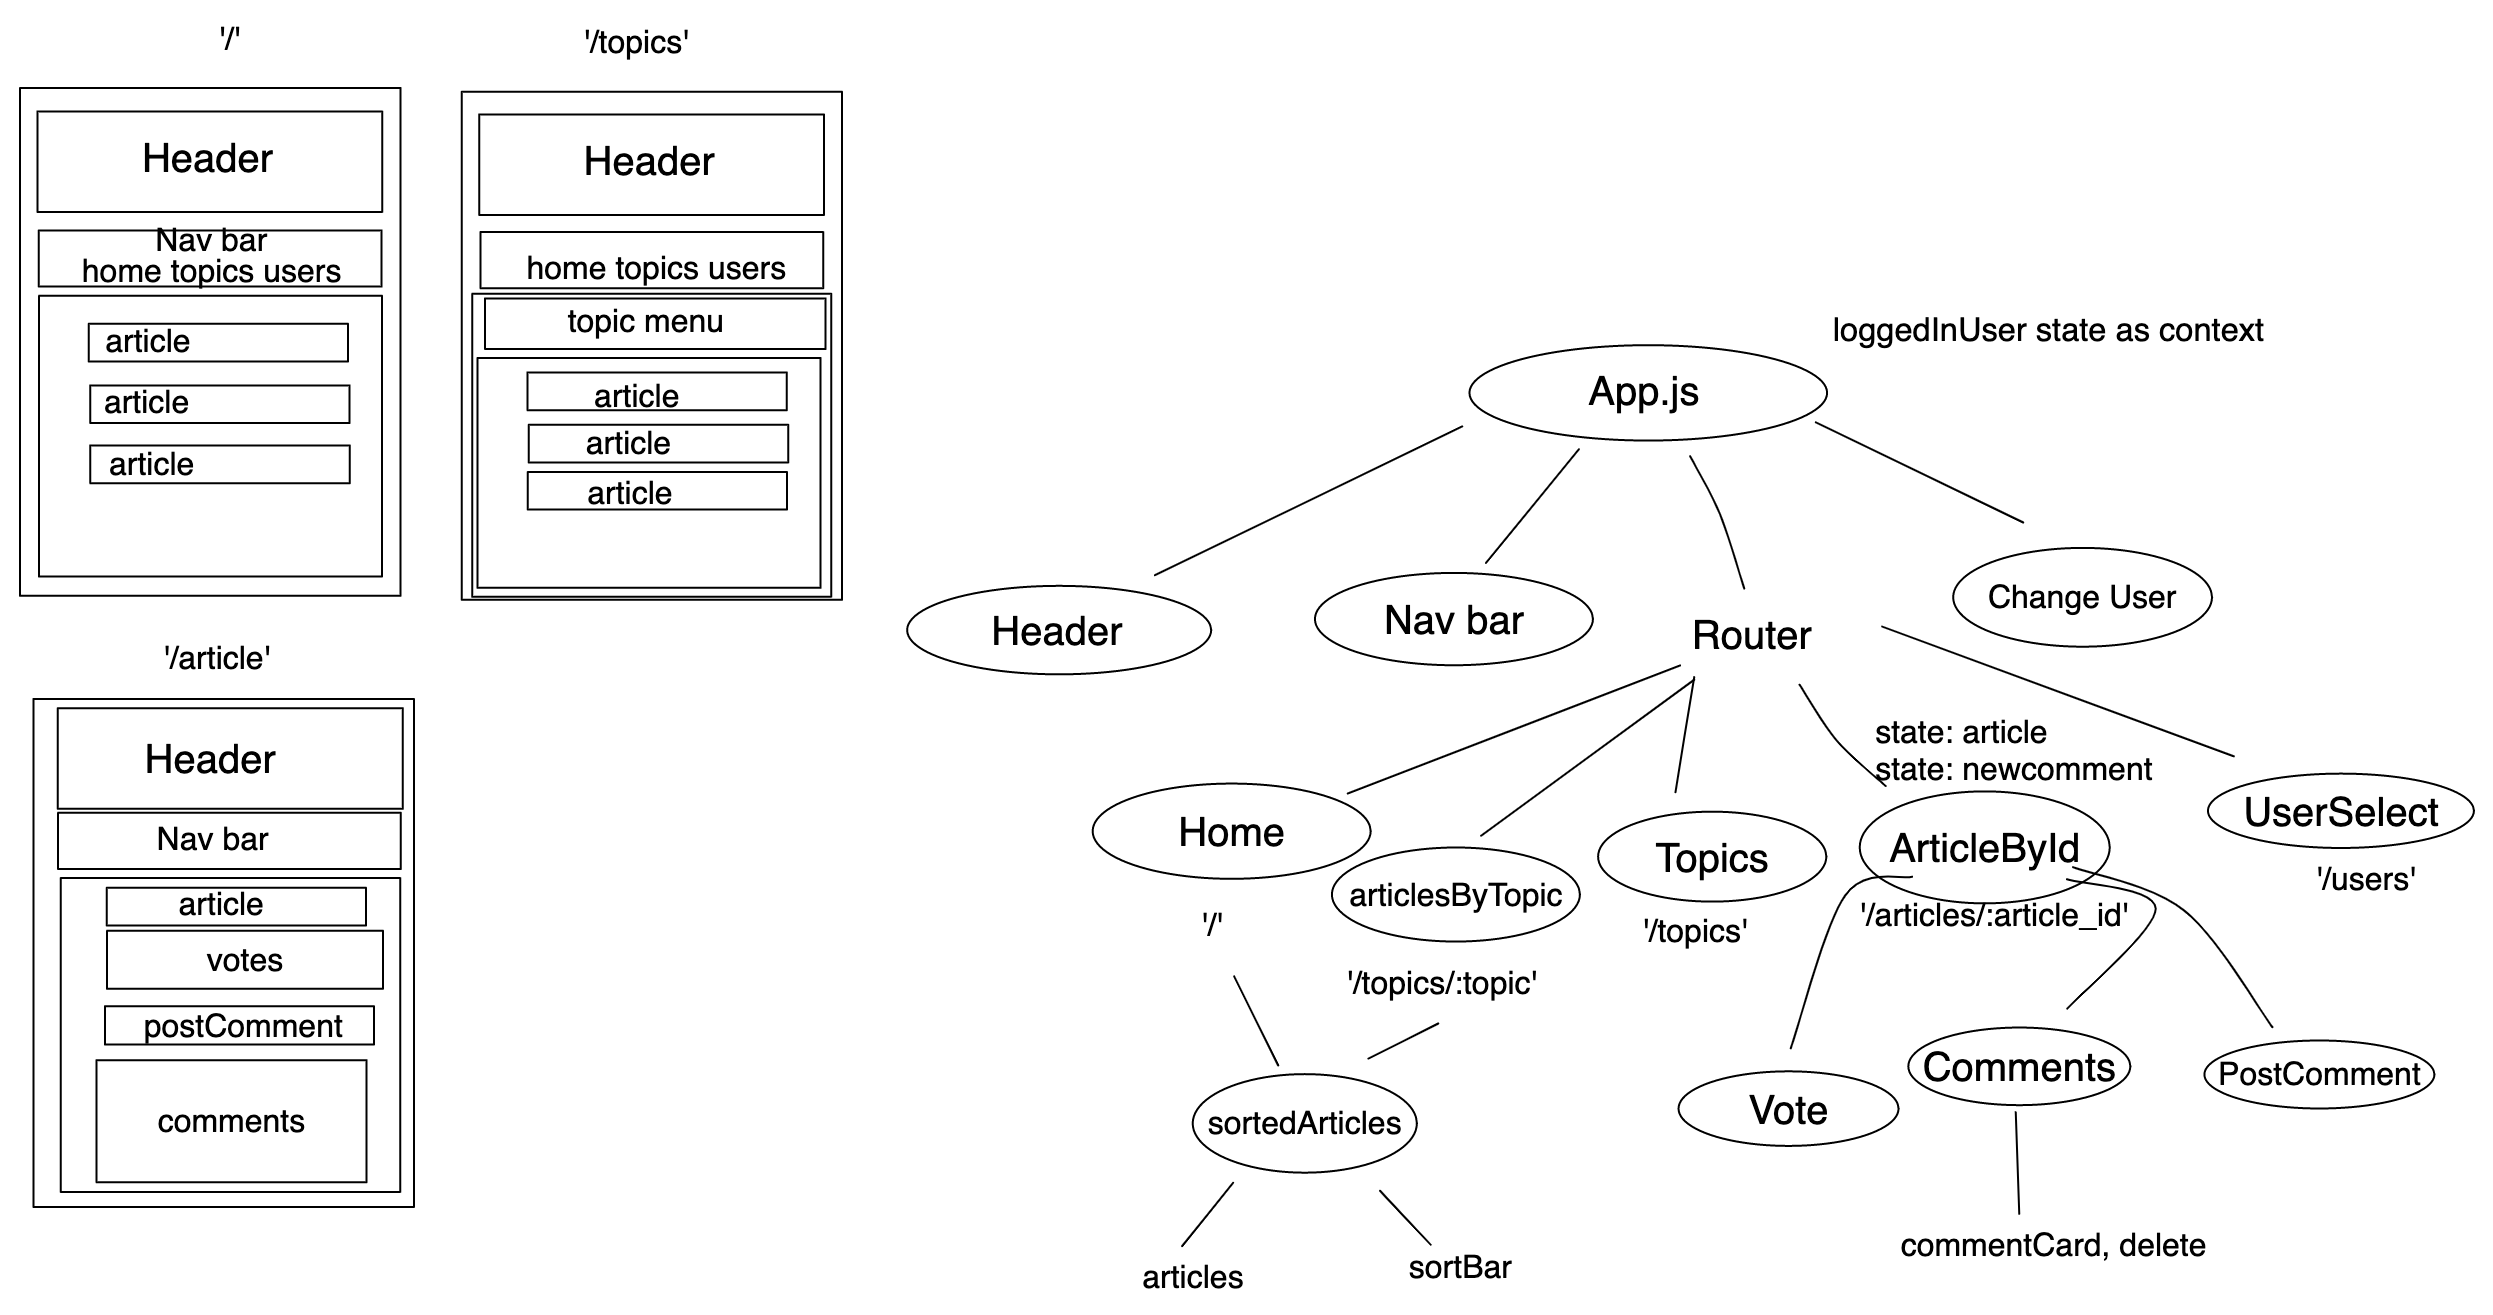 '/'
Header
Nav bar
home topics users
article
article
article
'/topics'
Header
home topics users
topic menu
article
article
article
'/article'
Header
Nav bar
article
votes
postComment
comments
loggedInUser state as context
App.js
Header
Nav bar
Router
Change User
state: article
state: newcomment
Home
'/'
articlesByTopic
'/topics/:topic'
Topics
'/topics'
ArticleById
'/articles/:article_id'
UserSelect
'/users'
sortedArticles
articles
sortBar
Vote
Comments
PostComment
commentCard, delete